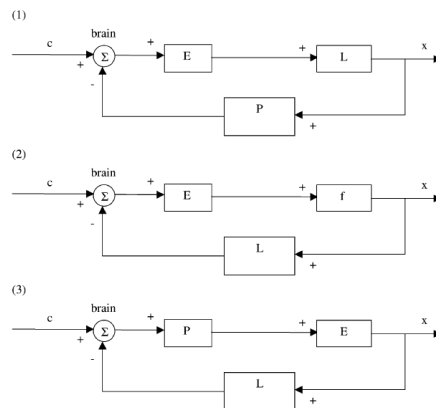 (1)
brain
c + Σ + E + L x
-
P +
(2)
brain
c + Σ + E + f x
-
L +
(3)
brain
c + Σ + P + E x
-
L +